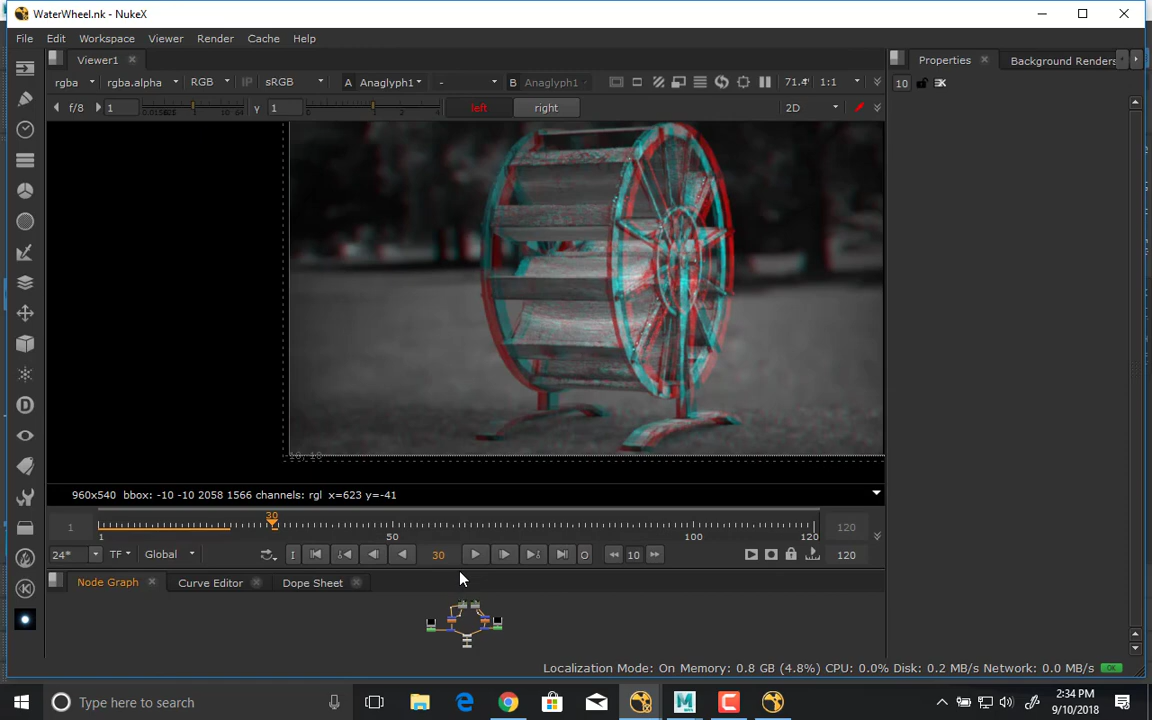 WaterWheel.nk - NukeX
File Edit Workspace Viewer Render Cache Help
Viewer1
Properties Background Renders
rgba rgba.alpha RGB IP sRGB A Anaglyph1 - B Anaglyph1 71.4 1:1
10
f/8 1 y 1 left right 2D
960x540 bbox: -10 -10 2058 1566 channels: rgl x=623 y=-41
30
1 1 50 100 120 120
24* TF Global I 30 O 10 120
Node Graph Curve Editor Dope Sheet
Localization Mode: On Memory: 0.8 GB (4.8%) CPU: 0.0% Disk: 0.2 MB/s Network: 0.0 MB/s OK
Type here to search
2:34 PM
9/10/2018